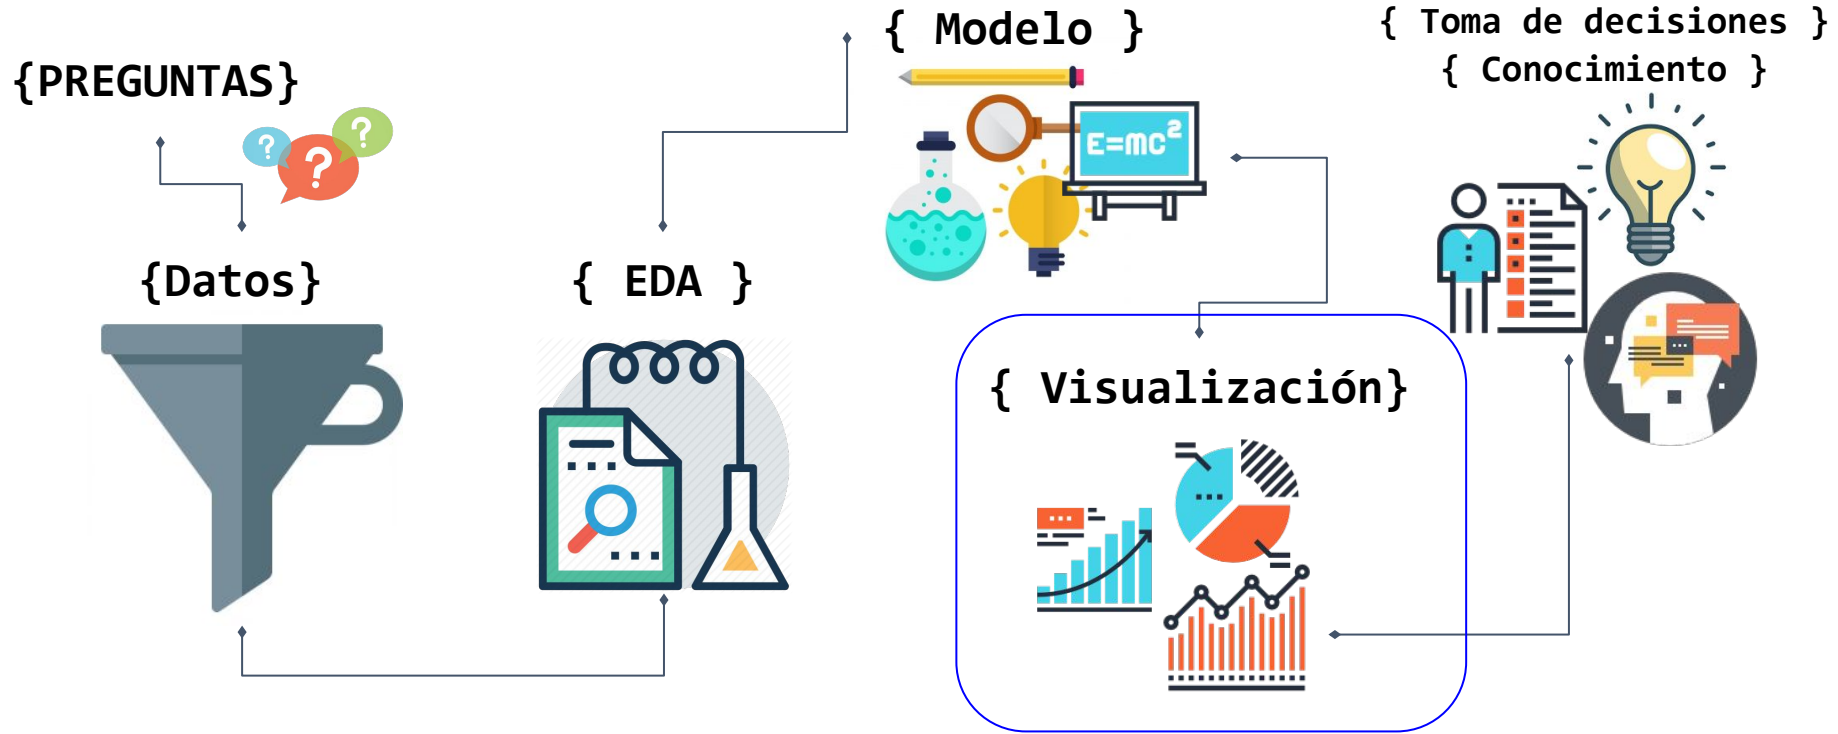 {PREGUNTAS}
? ? ?
{Datos}
{ EDA }
{ Modelo }
E=mc²
{ Visualización}
{ Toma de decisiones }
{ Conocimiento }